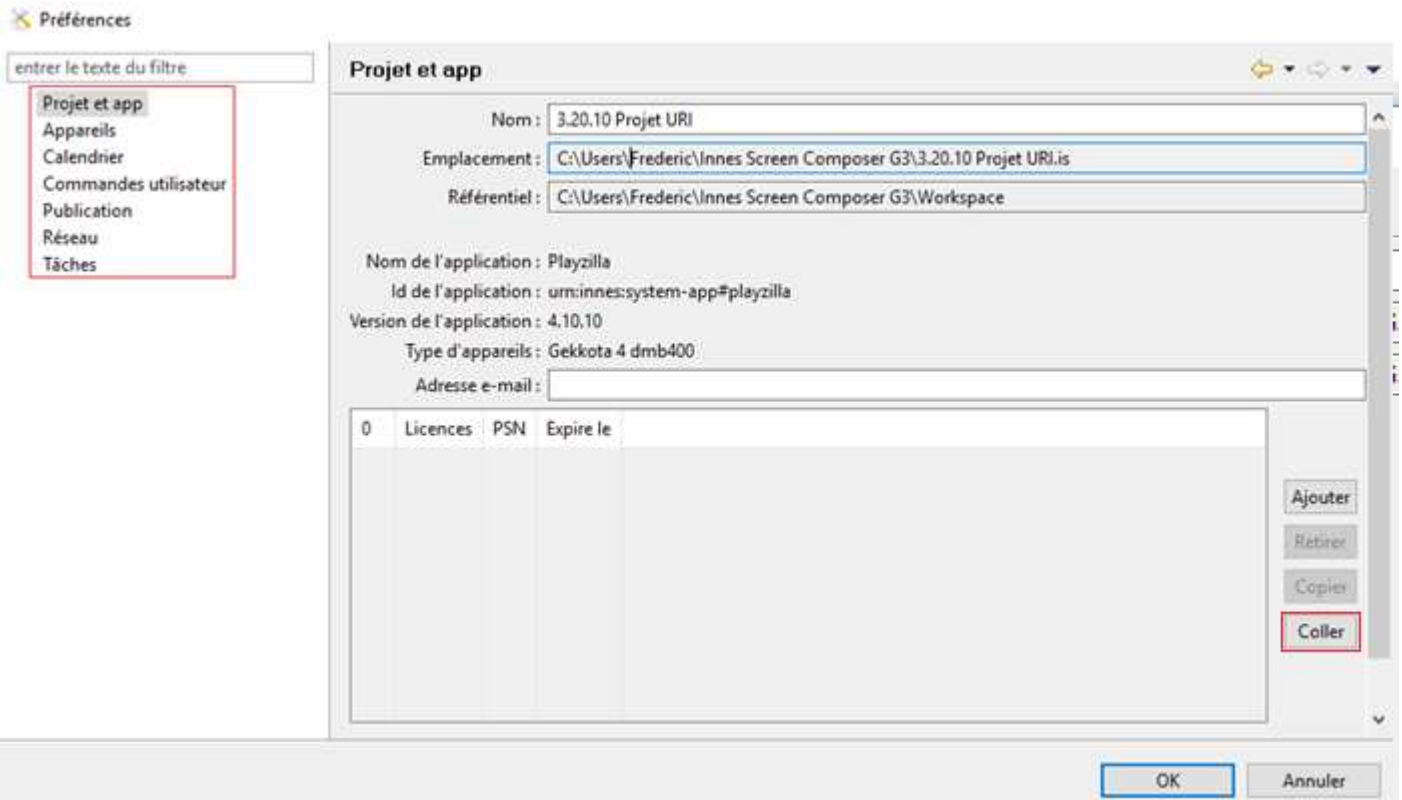 Préférences
entrer le texte du filtre
Projet et app
Appareils
Calendrier
Commandes utilisateur
Publication
Réseau
Tâches
Projet et app
Nom : 3.20.10 Projet URI
Emplacement : C:\Users\Frederic\Innes Screen Composer G3\3.20.10 Projet URI.is
Référentiel : C:\Users\Frederic\Innes Screen Composer G3\Workspace
Nom de l'application : Playzilla
Id de l'application : urn:innes:system-app#playzilla
Version de l'application : 4.10.10
Type d'appareils : Gekkota 4 dmb400
Adresse e-mail :
0 Licences PSN Expire le
Ajouter
Retirer
Copier
Coller
OK Annuler